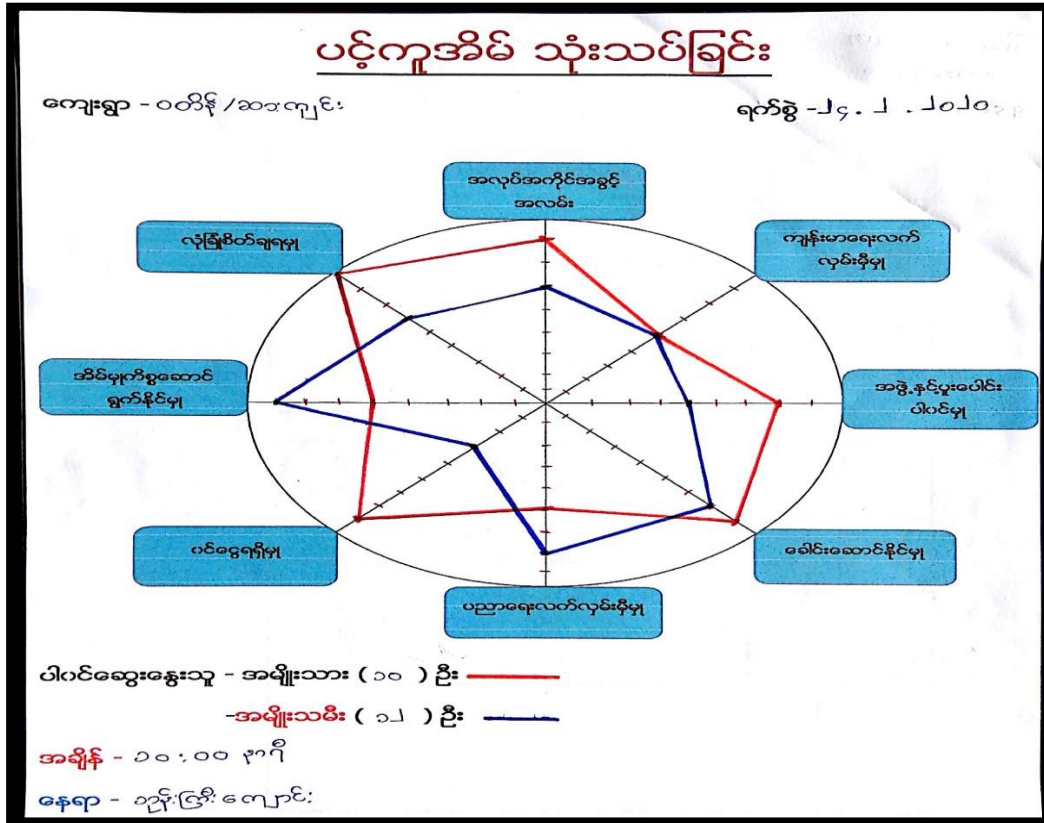 ပင့်ကူအိမ် သုံးသပ်ခြင်း
ကျေးရွာ - ဝတိန် /ဆားကျင်း
ရက်စွဲ -၂၄ . ၂ . ၂၀၂၀
အလုပ်အကိုင်အခွင့်
အလမ်း
လုံခြုံစိတ်ချရမှု
ကျန်းမာရေးလက်
လှမ်းမှီမှု
အိမ်မှုကိစ္စဆောင်
ရွက်နိုင်မှု
အဖွဲ့နှင့်ပူးပေါင်း
ပါဝင်မှု
ဝင်ငွေရရှိမှု
ခေါင်းဆောင်နိုင်မှု
ပညာရေးလက်လှမ်းမှီမှု
ပါဝင်ဆွေးနွေးသူ - အမျိုးသား ( ၁၀ ) ဦး
-အမျိုးသမီး ( ၁၂ ) ဦး
အချိန် - ၁၀:၀၀ နာရီ
နေရာ - ဘုန်းကြီးကျောင်း